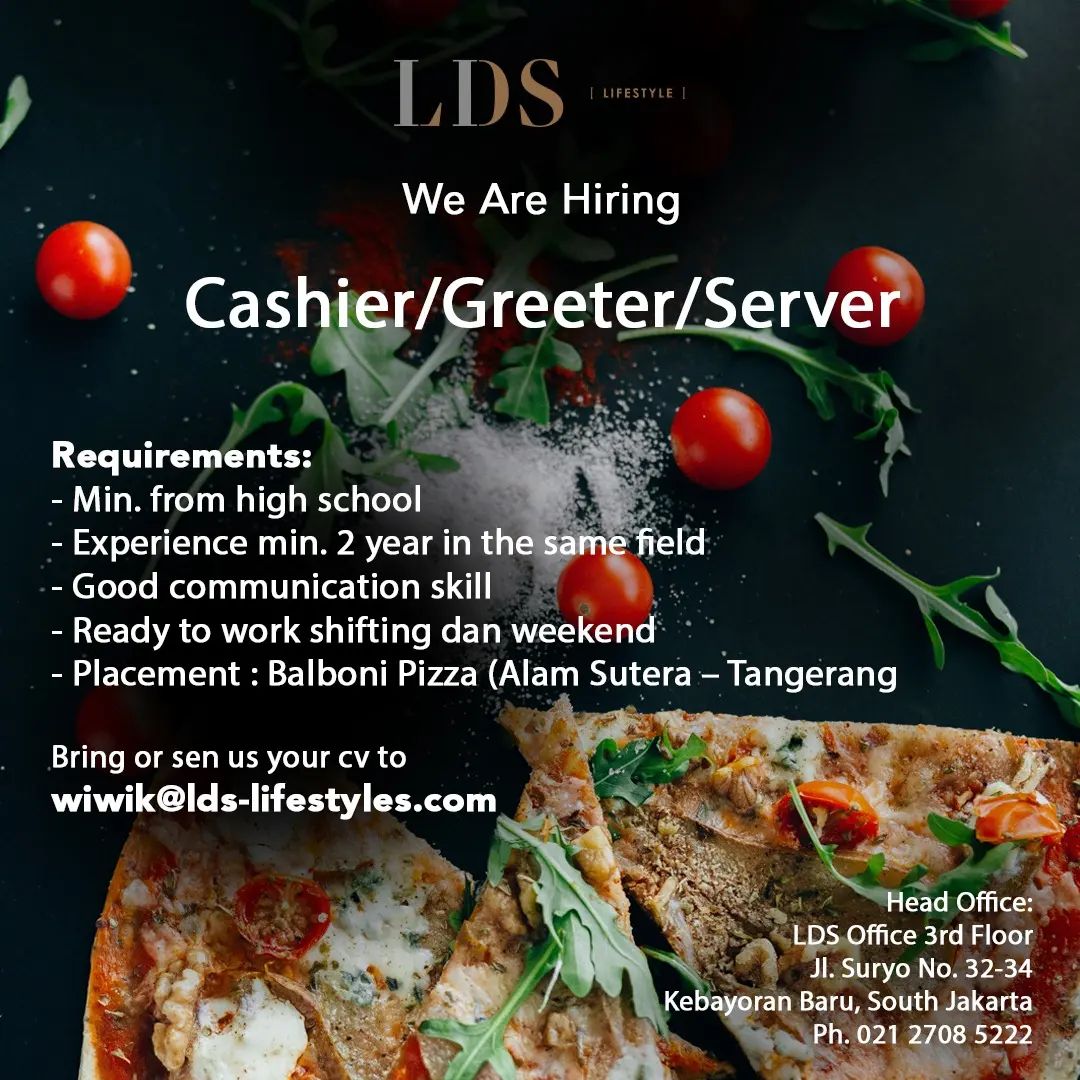 LDS [ LIFESTYLE ]
We Are Hiring
Cashier/Greeter/Server
Requirements:
- Min. from high school
- Experience min. 2 year in the same field
- Good communication skill
- Ready to work shifting dan weekend
- Placement : Balboni Pizza (Alam Sutera – Tangerang
Bring or sen us your cv to
wiwik@lds-lifestyles.com
Head Office:
LDS Office 3rd Floor
Jl. Suryo No. 32-34
Kebayoran Baru, South Jakarta
Ph. 021 2708 5222